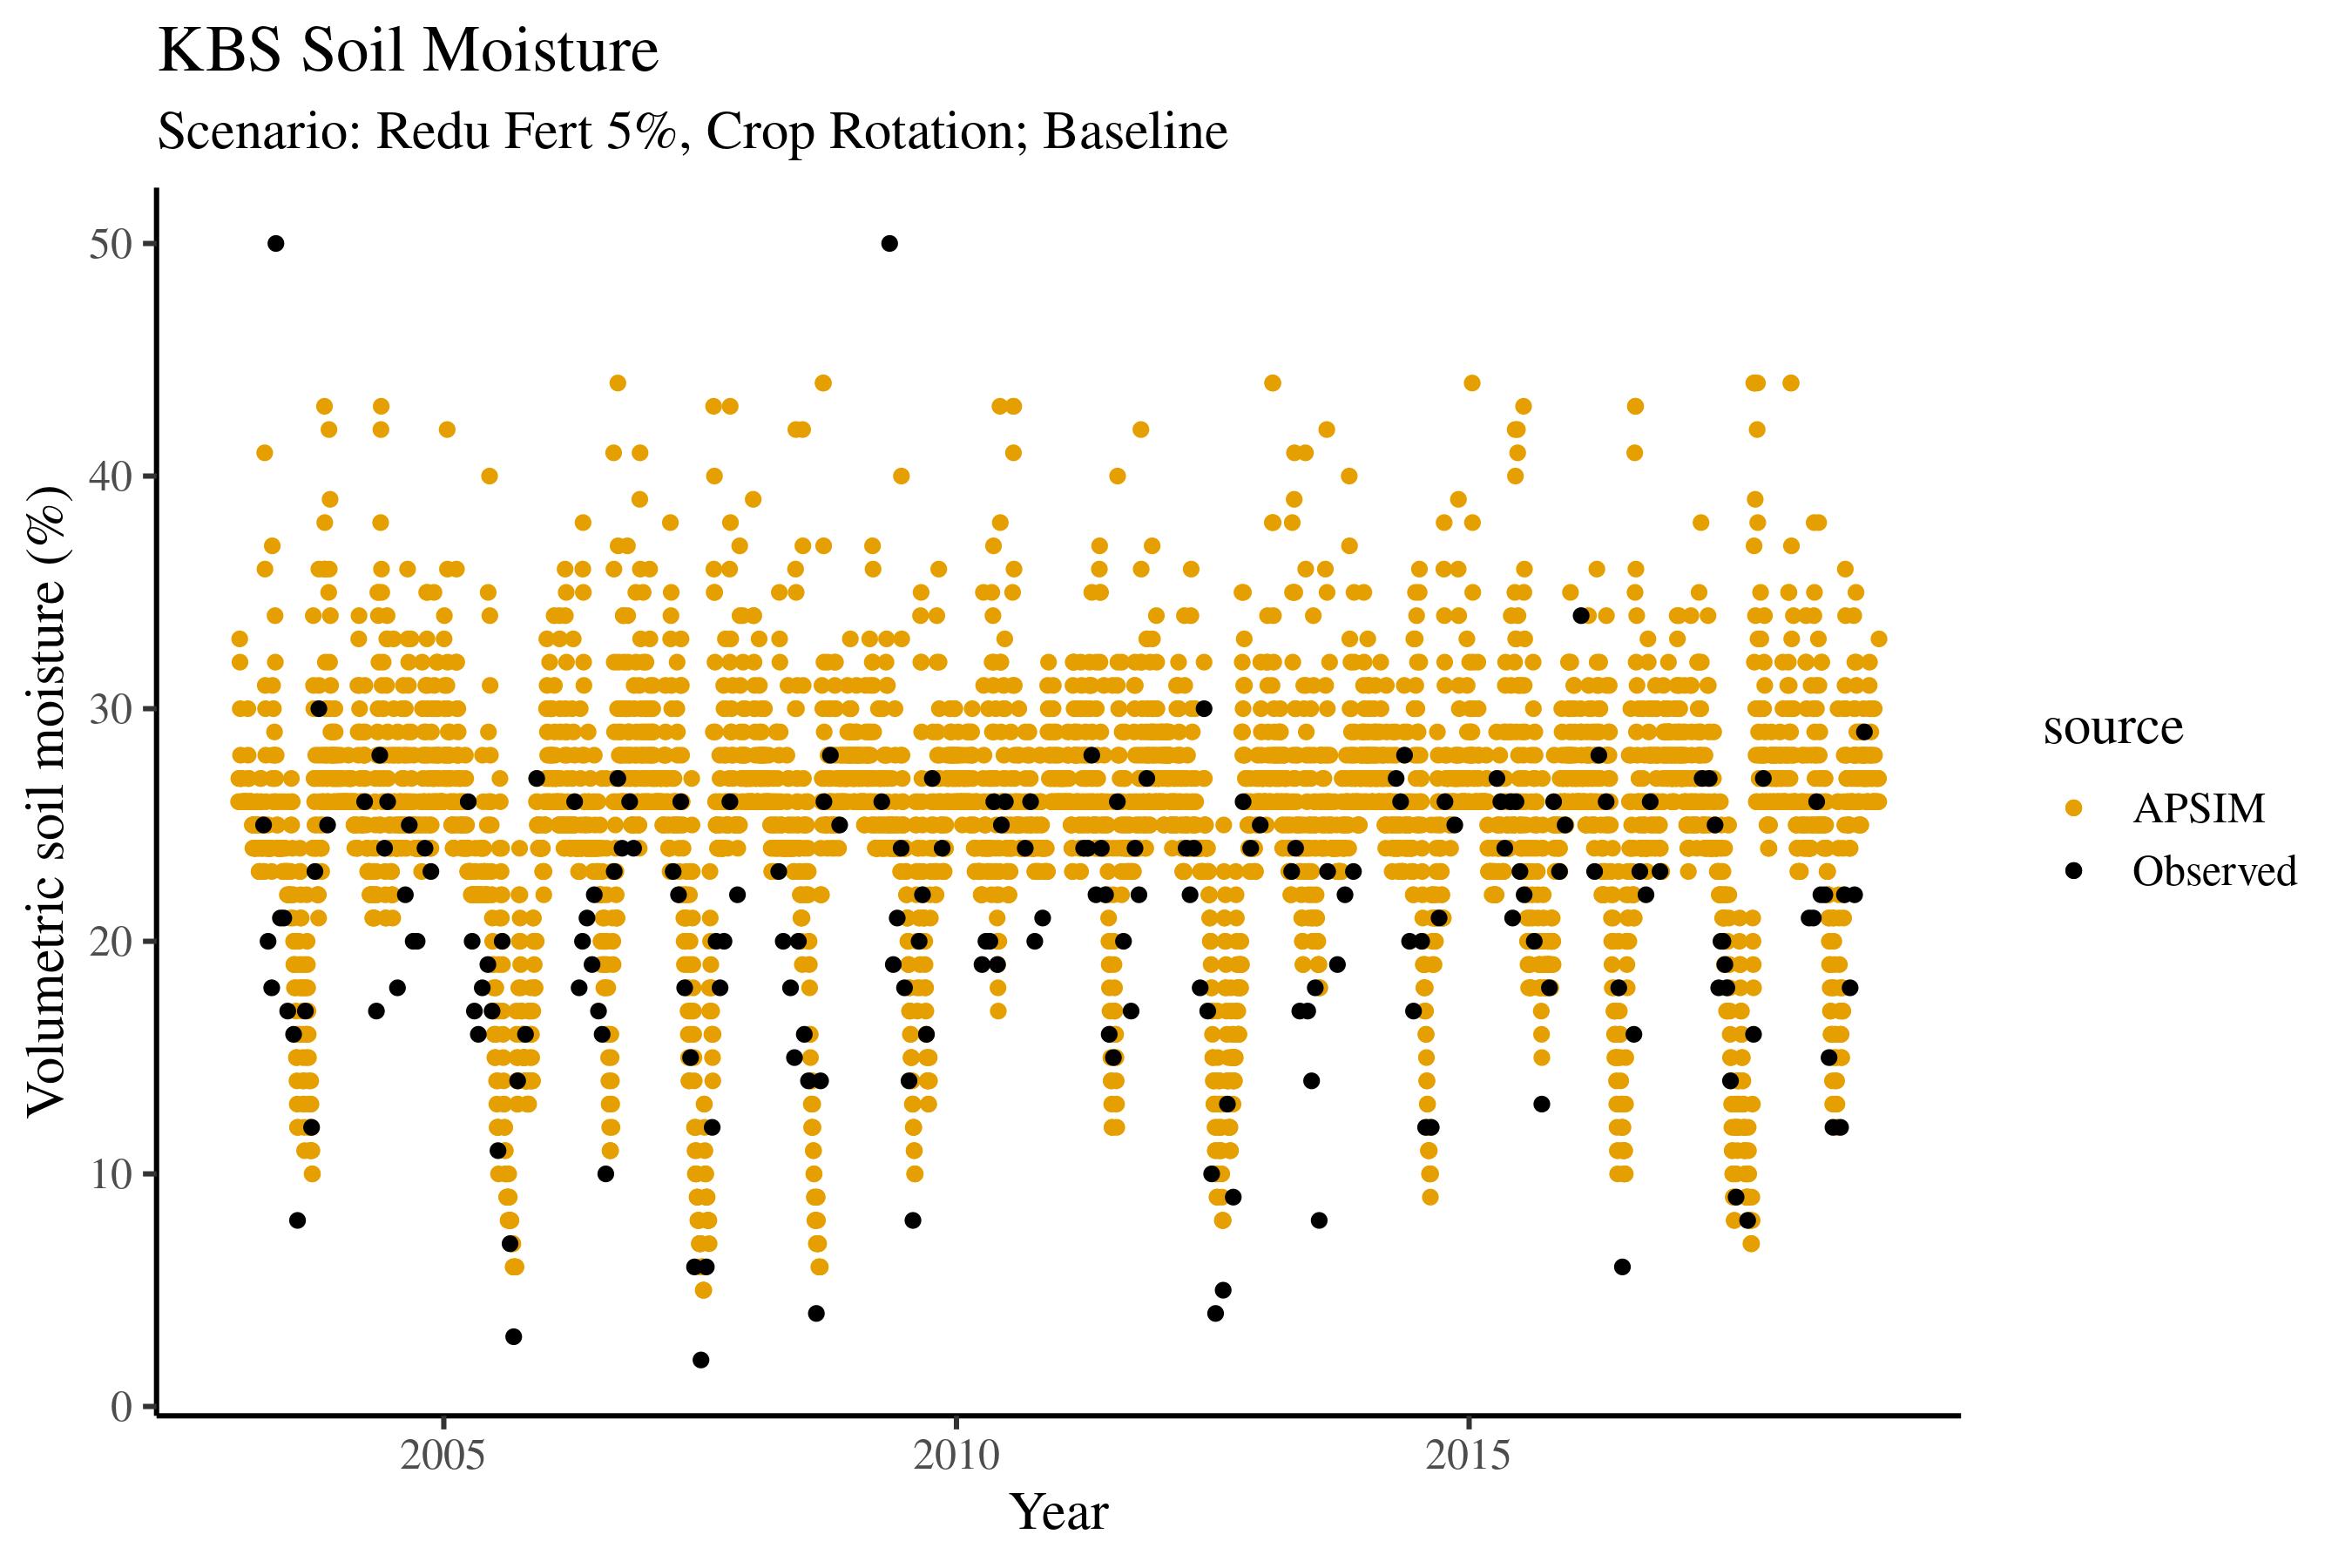 KBS Soil Moisture
Scenario: Redu Fert 5%, Crop Rotation; Baseline
Volumetric soil moisture (%)
50
40
30
20
10
0
2005 2010 2015
Year
source
APSIM
Observed